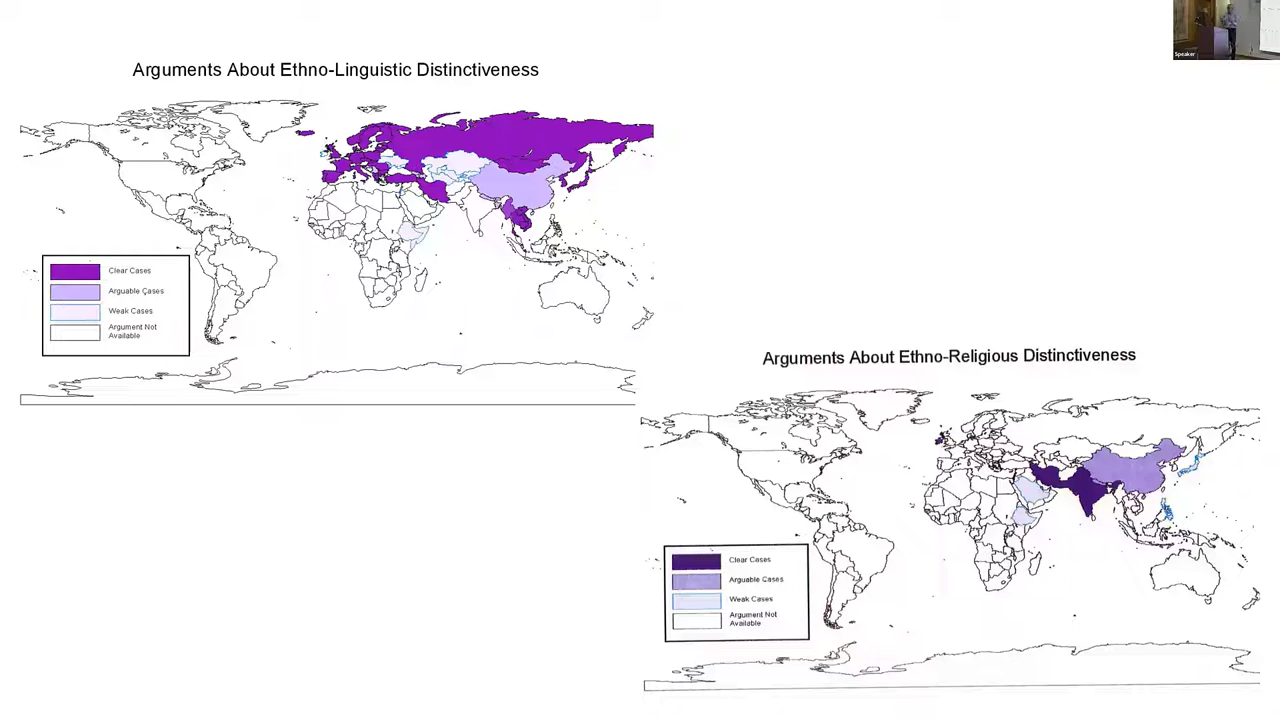 Speaker
Arguments About Ethno-Linguistic Distinctiveness
Clear Cases
Arguable Cases
Weak Cases
Argument Not
Available
Arguments About Ethno-Religious Distinctiveness
Clear Cases
Arguable Cases
Weak Cases
Argument Not
Available